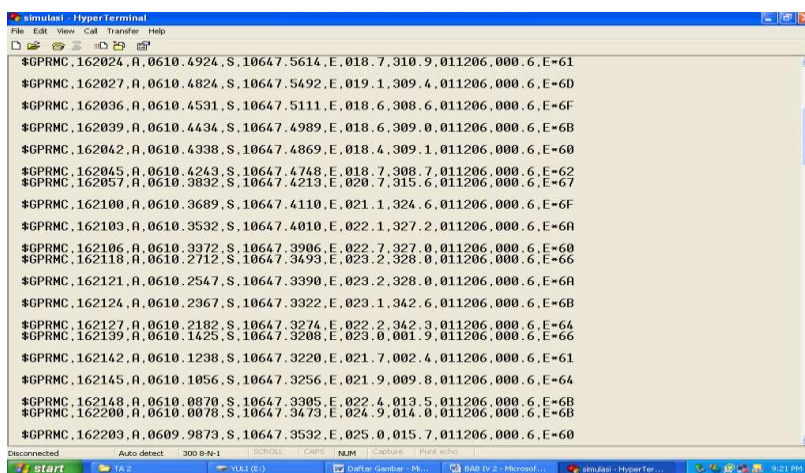 simulasi - HyperTerminal
File Edit View Call Transfer Help
$GPRMC,162024,A,0610.4924,S,10647.5614,E,018.7,310.9,011206,000.6,E*61
$GPRMC,162027,A,0610.4824,S,10647.5492,E,019.1,309.4,011206,000.6,E*6D
$GPRMC,162036,A,0610.4531,S,10647.5111,E,018.6,308.6,011206,000.6,E*6F
$GPRMC,162039,A,0610.4434,S,10647.4989,E,018.6,309.0,011206,000.6,E*6B
$GPRMC,162042,A,0610.4338,S,10647.4869,E,018.4,309.1,011206,000.6,E*60
$GPRMC,162045,A,0610.4243,S,10647.4748,E,018.7,308.7,011206,000.6,E*62
$GPRMC,162057,A,0610.3832,S,10647.4213,E,020.7,315.6,011206,000.6,E*67
$GPRMC,162100,A,0610.3689,S,10647.4110,E,021.1,324.6,011206,000.6,E*6F
$GPRMC,162103,A,0610.3532,S,10647.4010,E,022.1,327.2,011206,000.6,E*6A
$GPRMC,162106,A,0610.3372,S,10647.3906,E,022.7,327.0,011206,000.6,E*60
$GPRMC,162118,A,0610.2712,S,10647.3493,E,023.2,328.0,011206,000.6,E*66
$GPRMC,162121,A,0610.2547,S,10647.3390,E,023.2,328.0,011206,000.6,E*6A
$GPRMC,162124,A,0610.2367,S,10647.3322,E,023.1,342.6,011206,000.6,E*6B
$GPRMC,162127,A,0610.2182,S,10647.3274,E,022.2,342.3,011206,000.6,E*64
$GPRMC,162139,A,0610.1425,S,10647.3208,E,023.0,001.9,011206,000.6,E*66
$GPRMC,162142,A,0610.1238,S,10647.3220,E,021.7,002.4,011206,000.6,E*61
$GPRMC,162145,A,0610.1056,S,10647.3256,E,021.9,009.8,011206,000.6,E*64
$GPRMC,162148,A,0610.0870,S,10647.3305,E,022.4,013.5,011206,000.6,E*6B
$GPRMC,162200,A,0610.0078,S,10647.3473,E,024.9,014.0,011206,000.6,E*6B
$GPRMC,162203,A,0609.9873,S,10647.3532,E,025.0,015.7,011206,000.6,E*60
Disconnected Auto detect 300 8-N-1 SCROLL CAPS NUM Capture Print echo
start TA 2 YULI (E:) Daftar Gambar - Mi... BAB IV 2 - Microsof... simulasi - HyperTer... 9:21 PM